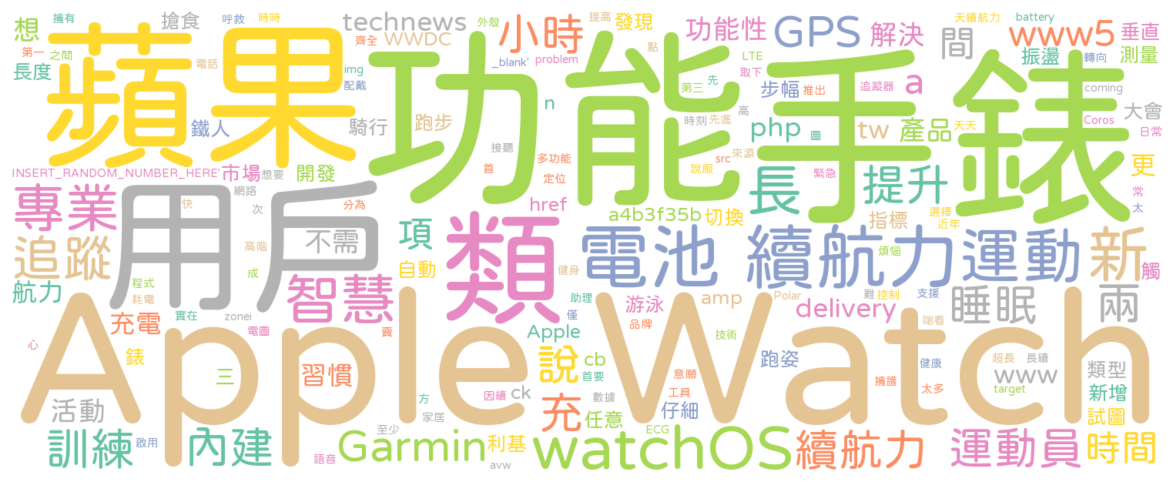 想 擁有 搶食 呼救 時時 technews 齊全 WWDC 小時 提高 發現 功能性 GPS 解決 battery 天續航力 間 www5 垂直
第一 之間 長度 蘋果 電話 外殼 _blank' problem 點 LTE 先 步幅 追蹤器 振盪 轉向 測量
功能 手錶 img 配戴 取下 推出 coming
鐵人 騎行 跑步 n 接聽 第三 時刻 先進 高 php 圖 tw 產品 a 天天 Coros 大會 日常
INSERT_RANDOM_NUMBER_HERE' 市場 想要 開發 首 多功能 定位 src 來源 說服 緊急 更
專業 快 網路 次 分為 href a4b3f35b 切換 長 提升 指標 選擇 近年 常 太
追蹤 用戶 高階 不需 項 類 電池 續航力 運動 煩惱 新 觸
航力 程式 耗電 成 智慧 自動 健身 助理 僅 游泳 amp Polar delivery 難 控制 支援 睡眠 兩
充電 實在 zonei 電圖 賣 Apple 品牌 技術 端看
Apple Watch
心 錶 三 習慣 說 cb 首要 意願 工具 跑姿 擁護 健康 太多 超長 長續 www target 類型 新增
活動 方 因續 ck 家居 數據 充 任意 仔細 試圖
訓練 啟用 內建 語音 至少 Garmin avw 利基 watchOS ECG 續航力 運動員 時間